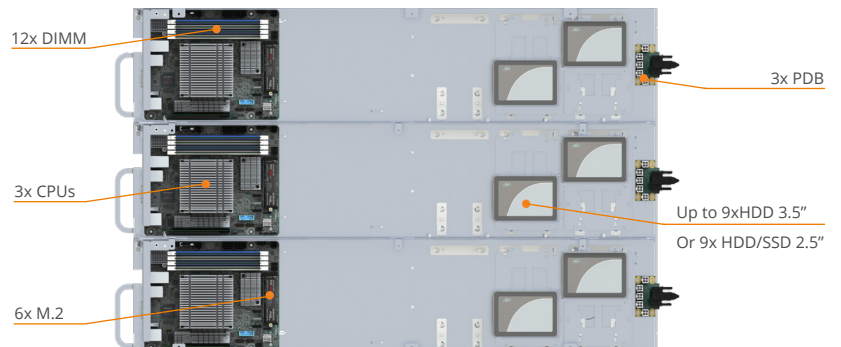 12x DIMM
3x PDB
3x CPUs
Up to 9xHDD 3.5”
Or 9x HDD/SSD 2.5”
6x M.2